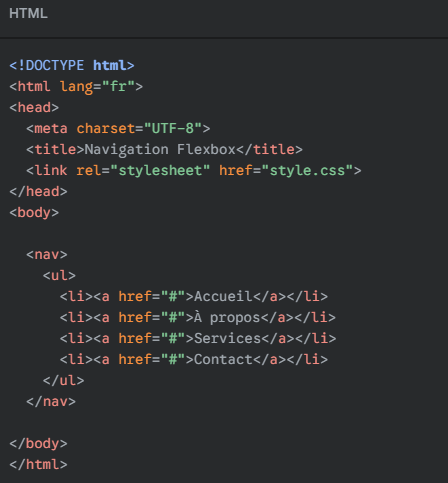 HTML
<!DOCTYPE html>
<html lang="fr">
<head>
  <meta charset="UTF-8">
  <title>Navigation Flexbox</title>
  <link rel="stylesheet" href="style.css">
</head>
<body>

  <nav>
    <ul>
      <li><a href="#">Accueil</a></li>
      <li><a href="#">À propos</a></li>
      <li><a href="#">Services</a></li>
      <li><a href="#">Contact</a></li>
    </ul>
  </nav>

</body>
</html>